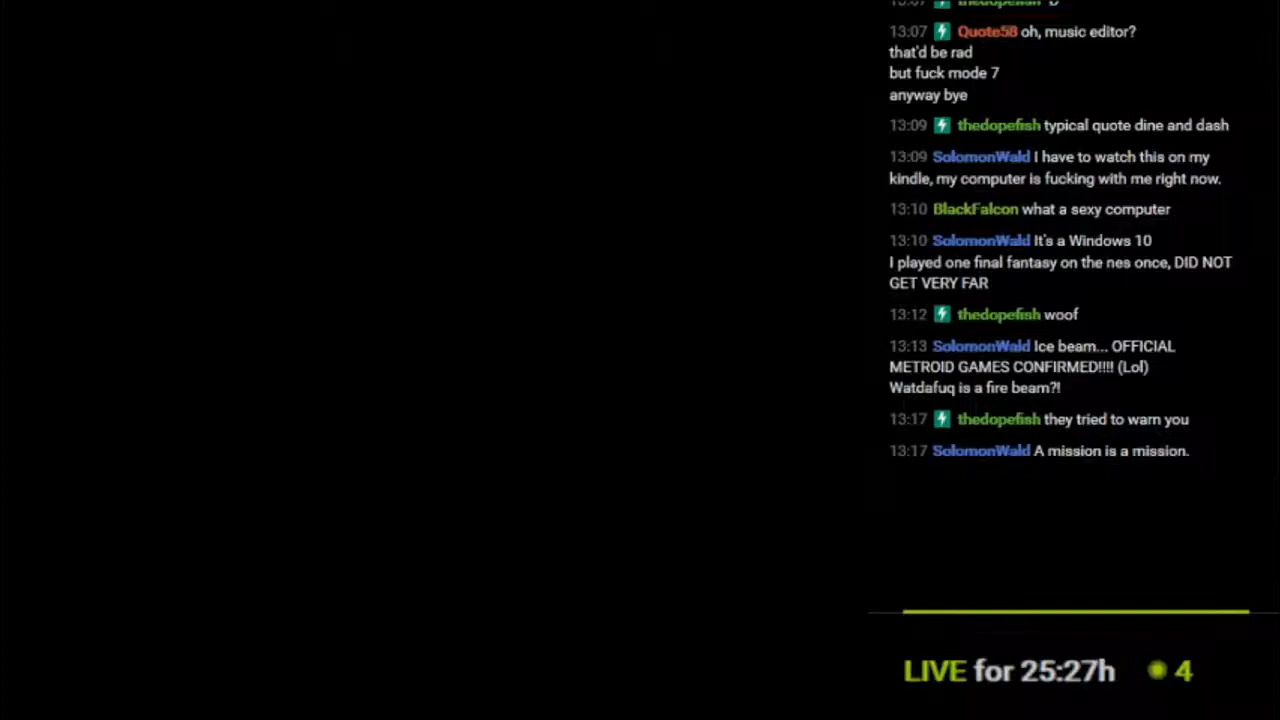 13:07 thedopefish :D
13:07 Quote58 oh, music editor?
that'd be rad
but fuck mode 7
anyway bye
13:09 thedopefish typical quote dine and dash
13:09 SolomonWald I have to watch this on my
kindle, my computer is fucking with me right now.
13:10 BlackFalcon what a sexy computer
13:10 SolomonWald It's a Windows 10
I played one final fantasy on the nes once, DID NOT
GET VERY FAR
13:12 thedopefish woof
13:13 SolomonWald Ice beam... OFFICIAL
METROID GAMES CONFIRMED!!!! (Lol)
Watdafuq is a fire beam?!
13:17 thedopefish they tried to warn you
13:17 SolomonWald A mission is a mission.
LIVE for 25:27h 4